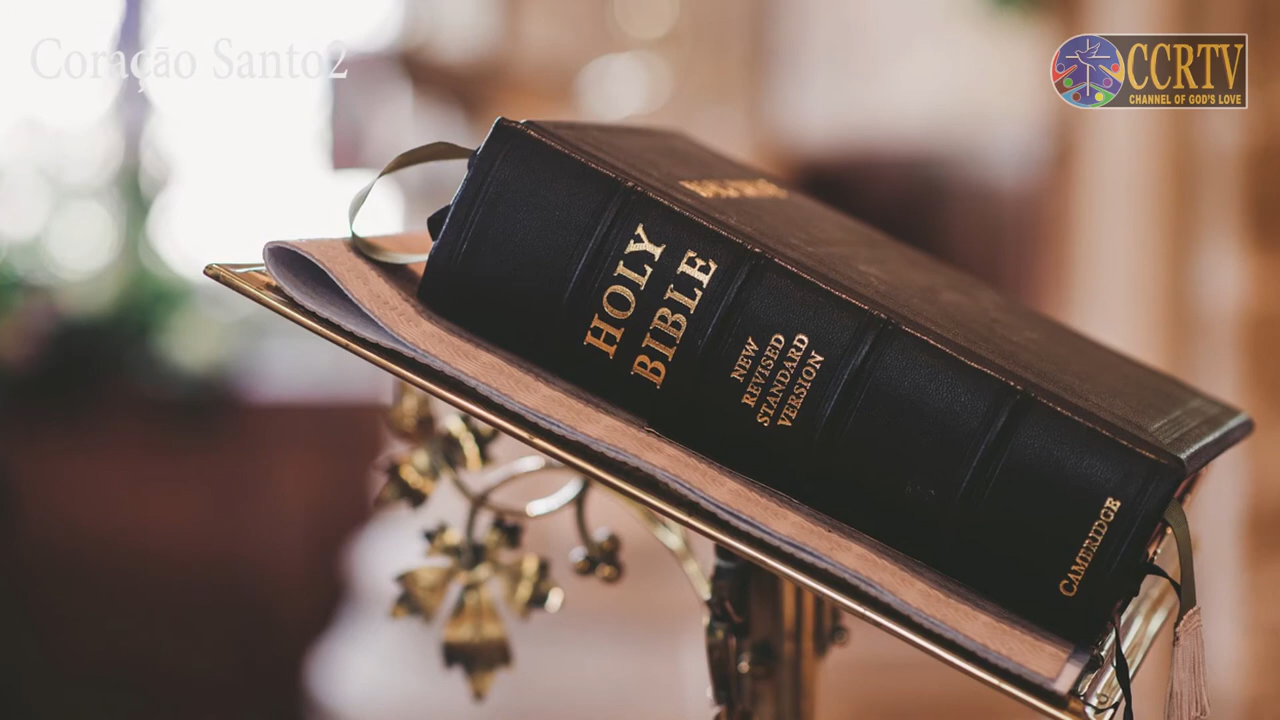 Coração Santo2
CCRTV
CHANNEL OF GOD'S LOVE
HOLY
BIBLE
NEW
REVISED
STANDARD
VERSION
CAMBRIDGE